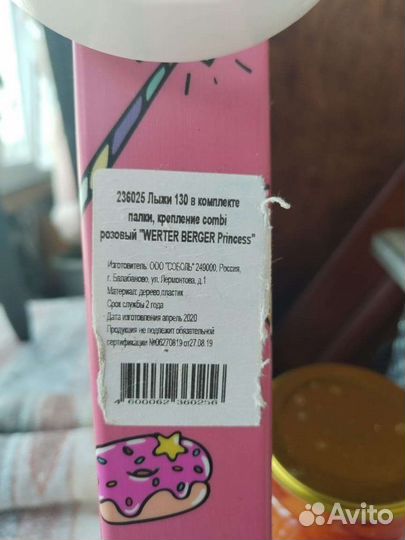 236025 Лыжи 130 в комплекте
палки, крепление combi
розовый "WERTER BERGER Princess"
Изготовитель: ООО "СОБОЛЬ" 249000, Россия,
г. Балабаново, ул. Лермонтова, д.1
Материал: дерево,пластик
Срок службы 2 года
Дата изготовления апрель 2020
Продукция не подлежит обязательной
сертификации №06270819 от27.08.19
4 600062 360256
Avito